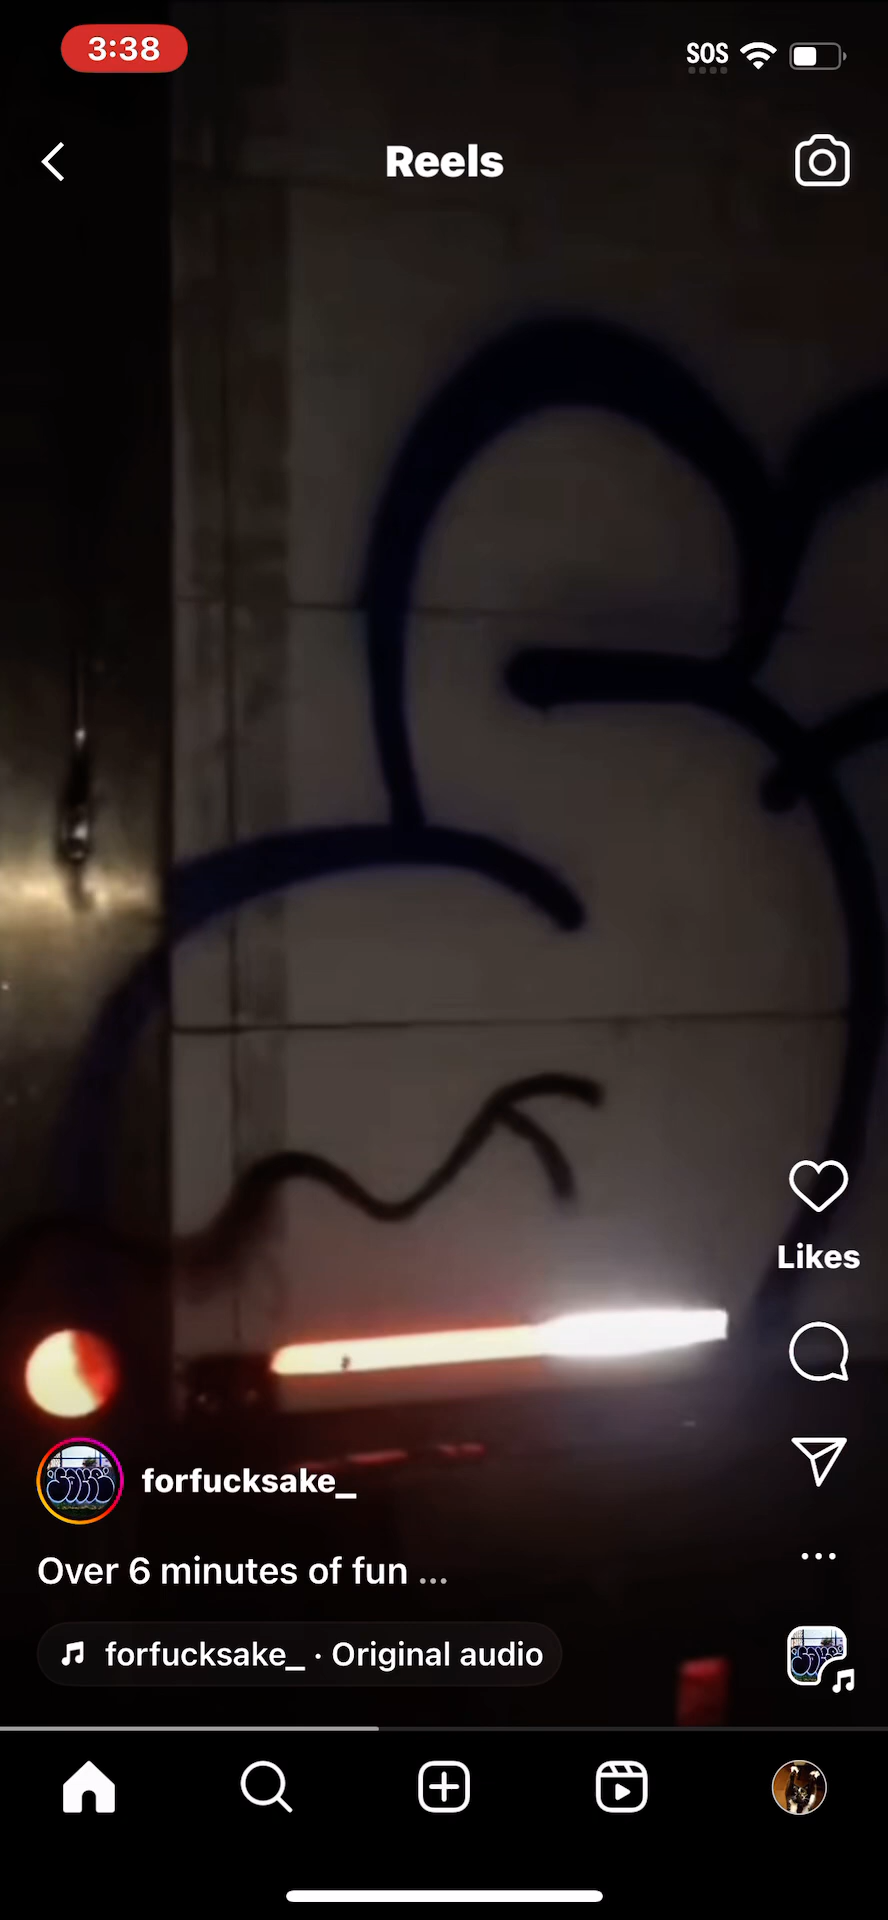 3:38
SOS
Reels
Likes
forfucksake_
Over 6 minutes of fun ...
forfucksake_ · Original audio